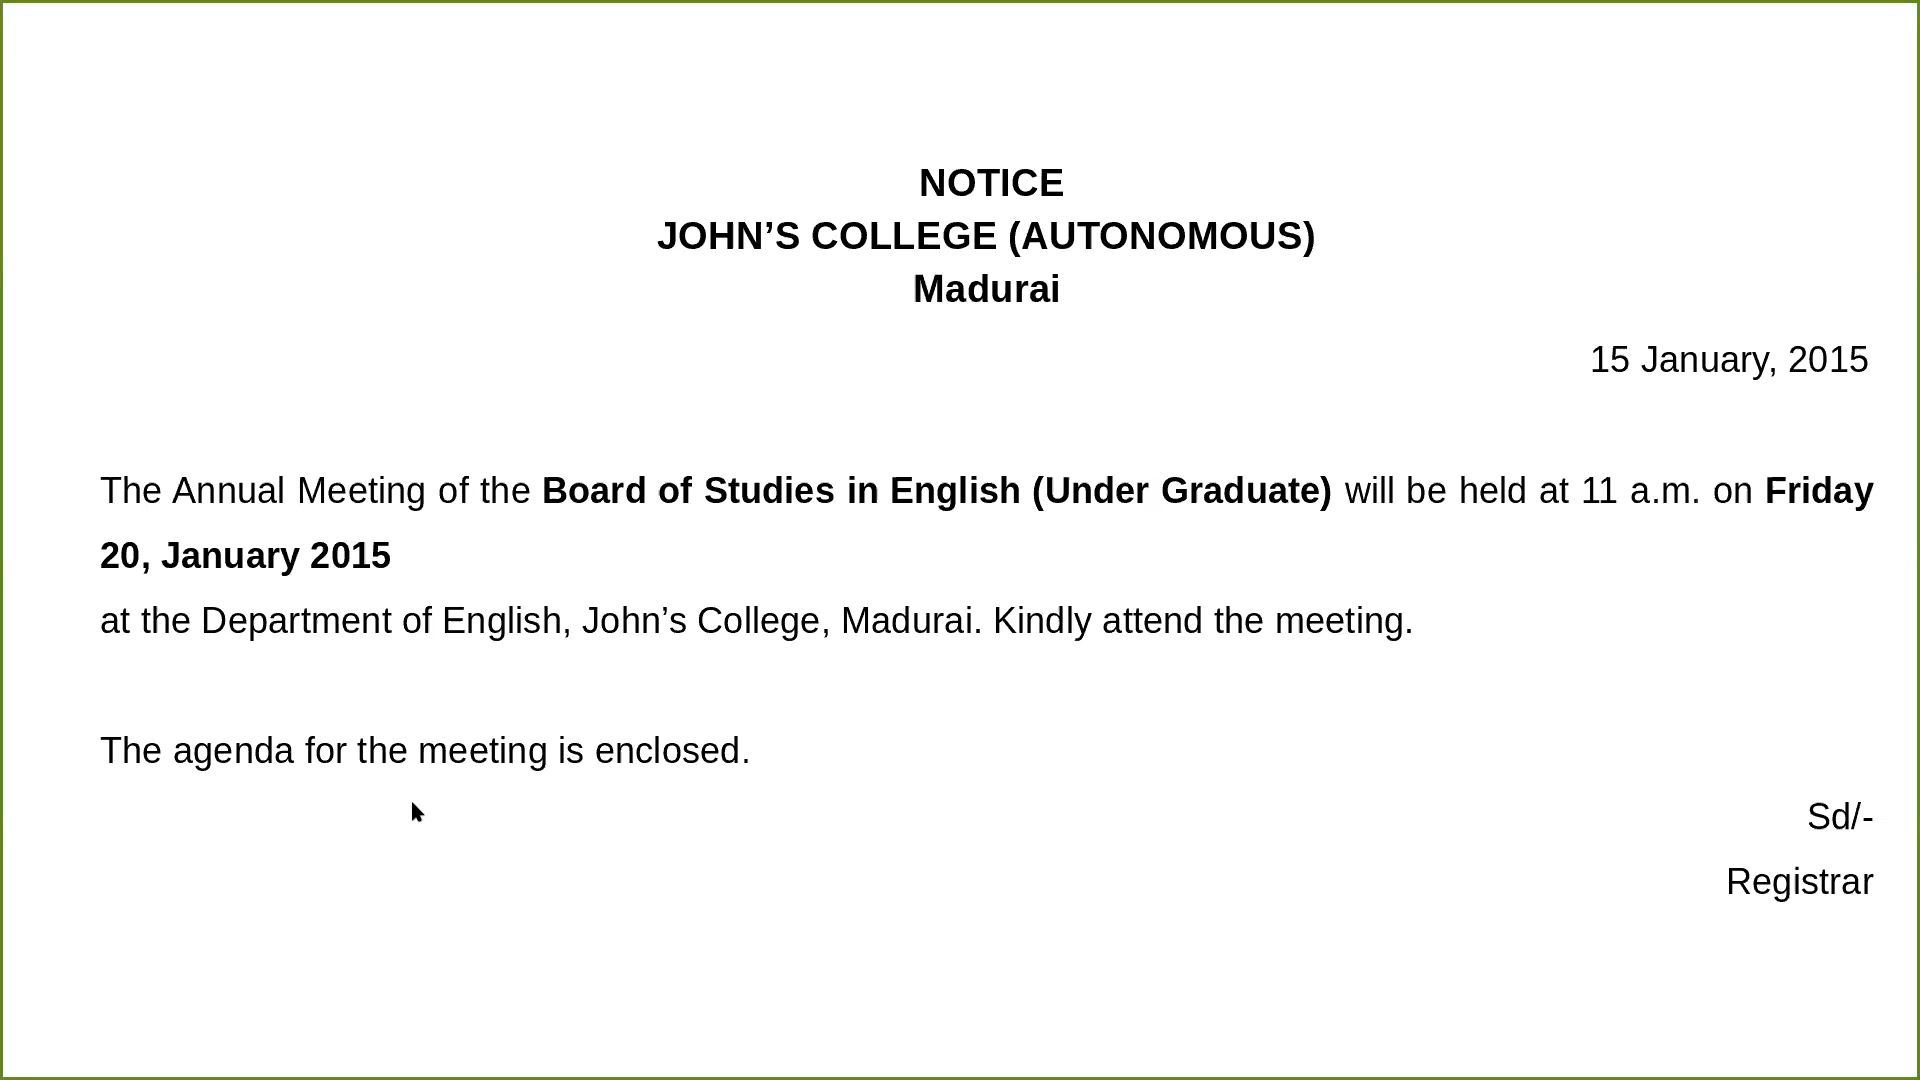 NOTICE
JOHN’S COLLEGE (AUTONOMOUS)
Madurai
15 January, 2015
The Annual Meeting of the Board of Studies in English (Under Graduate) will be held at 11 a.m. on Friday
20, January 2015
at the Department of English, John’s College, Madurai. Kindly attend the meeting.
The agenda for the meeting is enclosed.
Sd/-
Registrar